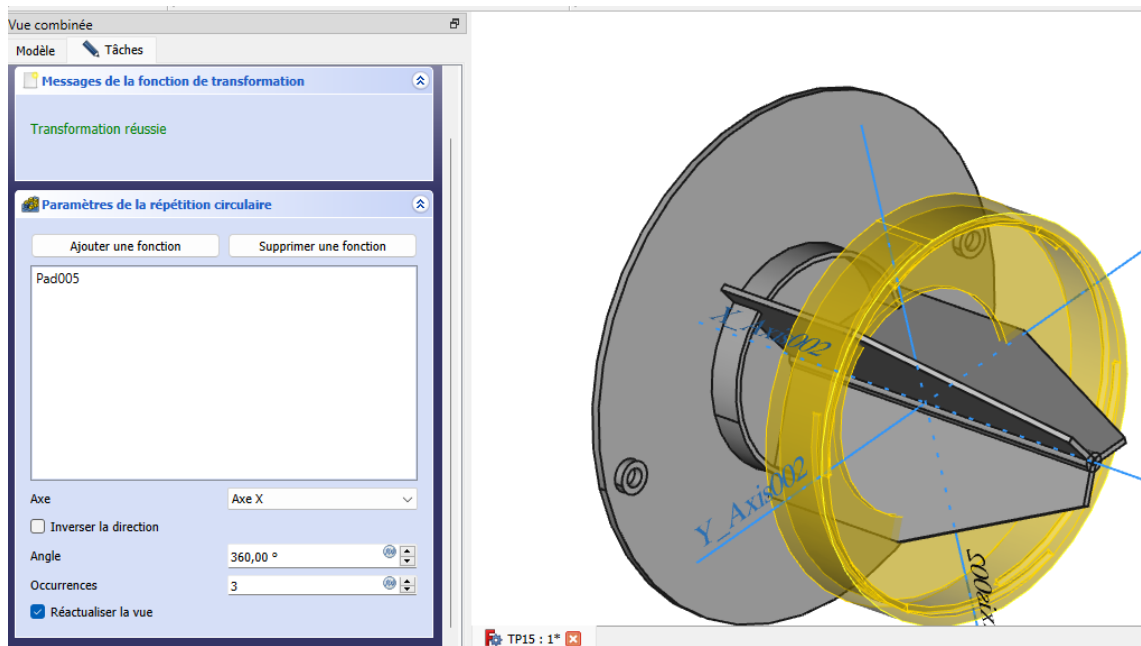 Vue combinée
Modèle Tâches
Messages de la fonction de transformation
Transformation réussie
Paramètres de la répétition circulaire
Ajouter une fonction Supprimer une fonction
Pad005
Axe Axe X
Inverser la direction
Angle 360,00 °
Occurrences 3
Réactualiser la vue
X_Axis002
Y_Axis002
xis002
TP15 : 1*